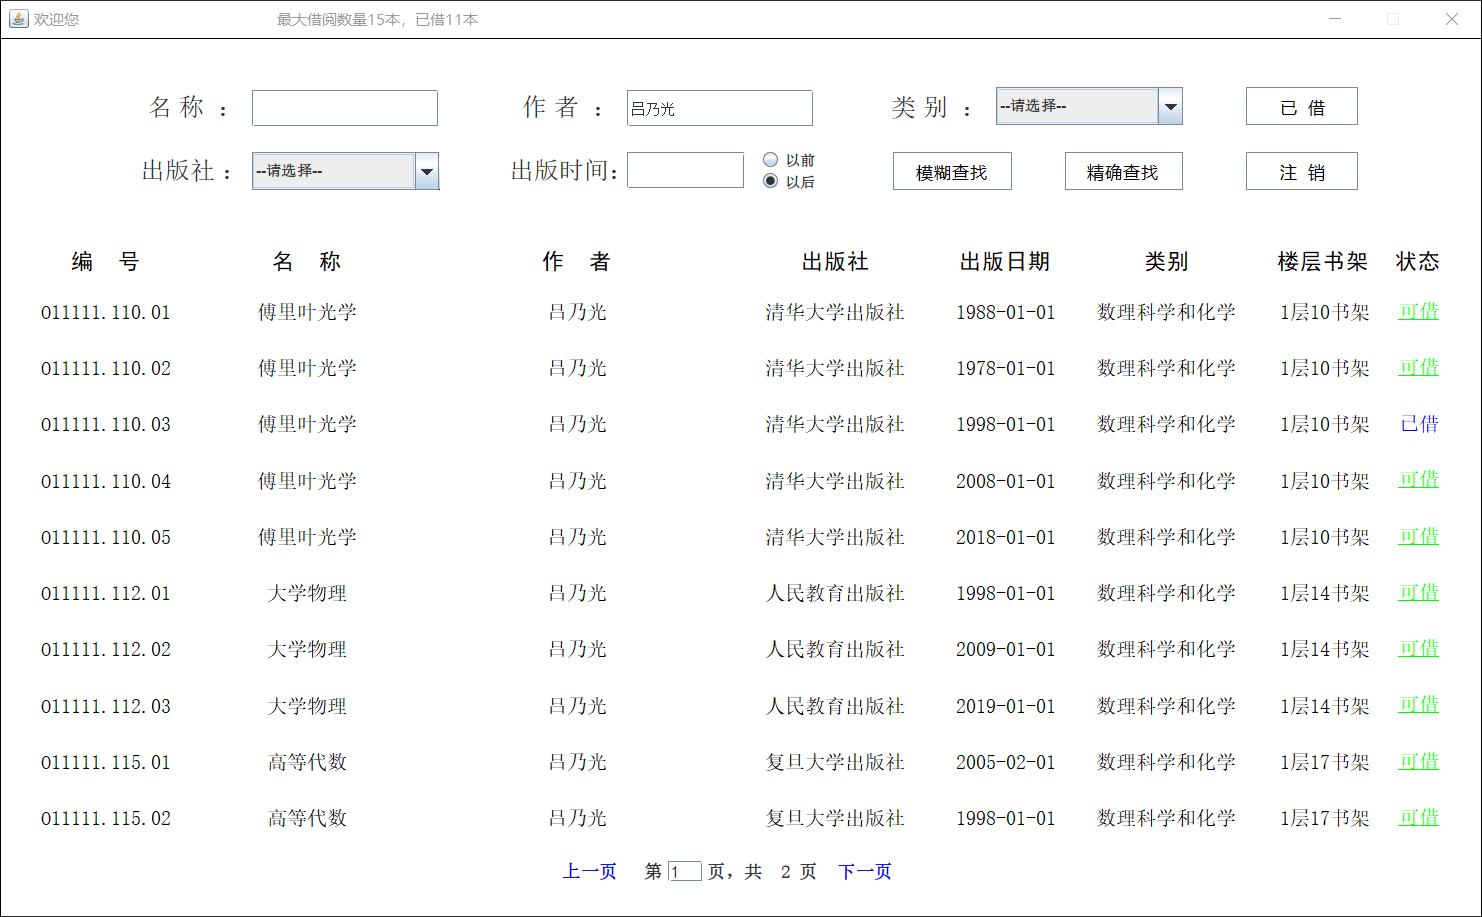 欢迎您 最大借阅数量15本，已借11本
名 称 ： 作 者 ： 吕乃光 类 别 ： --请选择-- 已 借
出版社 ： --请选择-- 出版时间： 以前 以后 模糊查找 精确查找 注 销
编 号 名 称 作 者 出版社 出版日期 类别 楼层书架 状态
011111.110.01 傅里叶光学 吕乃光 清华大学出版社 1988-01-01 数理科学和化学 1层10书架 可借
011111.110.02 傅里叶光学 吕乃光 清华大学出版社 1978-01-01 数理科学和化学 1层10书架 可借
011111.110.03 傅里叶光学 吕乃光 清华大学出版社 1998-01-01 数理科学和化学 1层10书架 已借
011111.110.04 傅里叶光学 吕乃光 清华大学出版社 2008-01-01 数理科学和化学 1层10书架 可借
011111.110.05 傅里叶光学 吕乃光 清华大学出版社 2018-01-01 数理科学和化学 1层10书架 可借
011111.112.01 大学物理 吕乃光 人民教育出版社 1998-01-01 数理科学和化学 1层14书架 可借
011111.112.02 大学物理 吕乃光 人民教育出版社 2009-01-01 数理科学和化学 1层14书架 可借
011111.112.03 大学物理 吕乃光 人民教育出版社 2019-01-01 数理科学和化学 1层14书架 可借
011111.115.01 高等代数 吕乃光 复旦大学出版社 2005-02-01 数理科学和化学 1层17书架 可借
011111.115.02 高等代数 吕乃光 复旦大学出版社 1998-01-01 数理科学和化学 1层17书架 可借
上一页 第 1 页，共 2 页 下一页